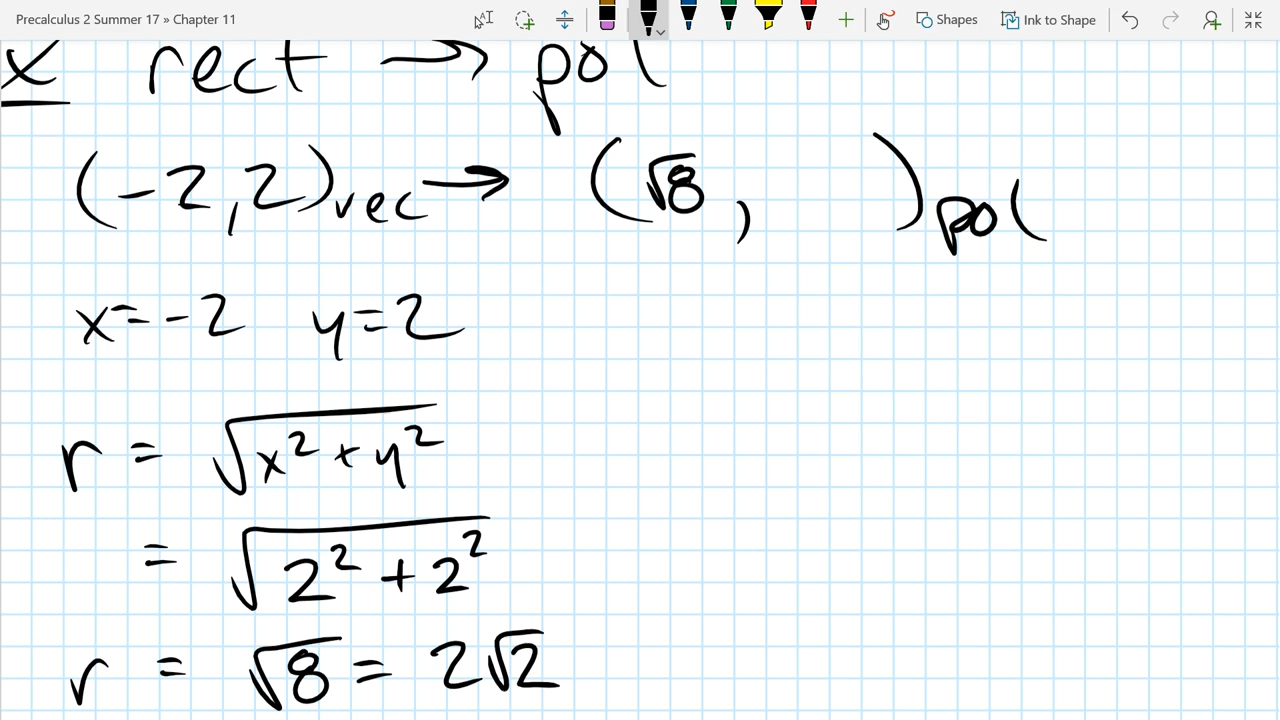 Precalculus 2 Summer 17 » Chapter 11
Shapes
Ink to Shape
x rect → pol
(-2,2)rec → (√8, )pol
x=-2 y=2
r = √x²+y²
= √2²+2²
r = √8 = 2√2